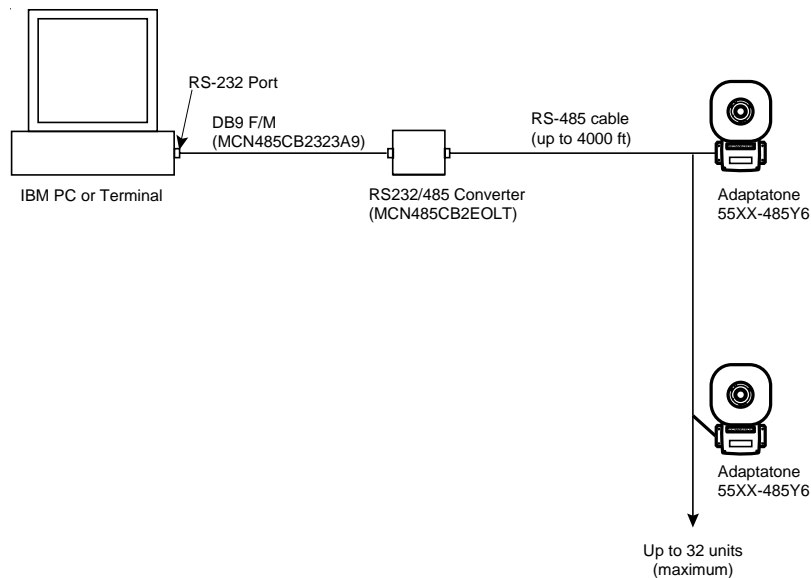 RS-232 Port
DB9 F/M
(MCN485CB2323A9)
RS-485 cable
(up to 4000 ft)
IBM PC or Terminal
RS232/485 Converter
(MCN485CB2EOLT)
Adaptatone
55XX-485Y6
Adaptatone
55XX-485Y6
Up to 32 units
(maximum)